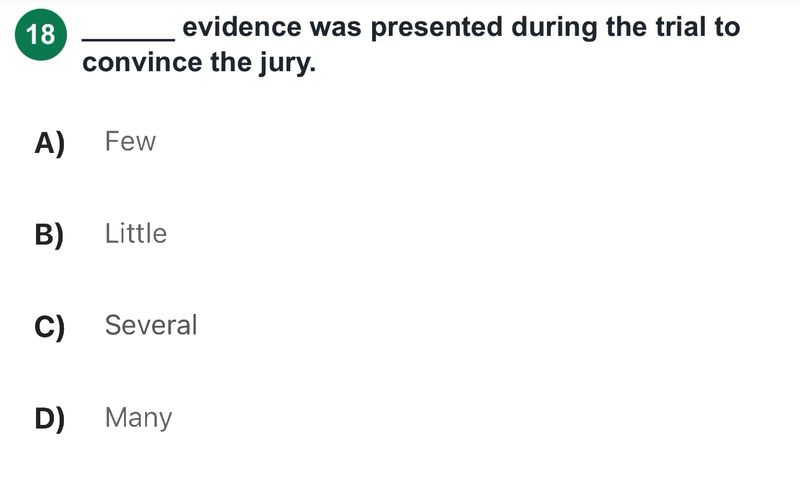 18 ______ evidence was presented during the trial to
convince the jury.
A) Few
B) Little
C) Several
D) Many